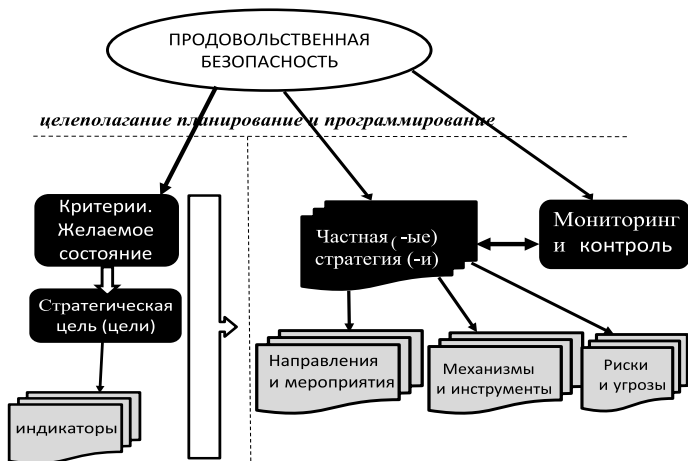 ПРОДОВОЛЬСТВЕННАЯ
БЕЗОПАСНОСТЬ
целеполагание планирование и программирование
Критерии.
Желаемое
состояние
Стратегическая
цель (цели)
индикаторы
Частная ( -ые)
стратегия (-и)
Мониторинг
и контроль
Направления
и мероприятия
Механизмы
и инструменты
Риски
и угрозы